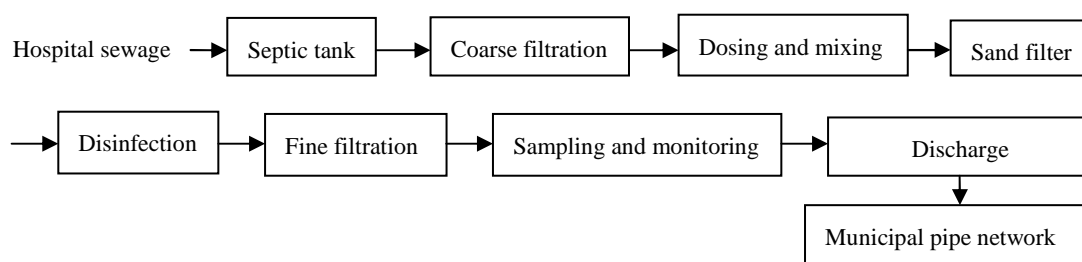 Hospital sewage Septic tank Coarse filtration Dosing and mixing Sand filter
Disinfection Fine filtration Sampling and monitoring Discharge
Municipal pipe network